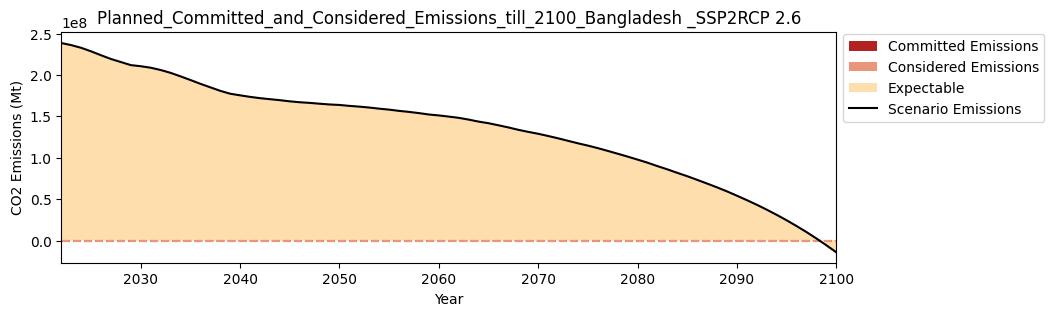 Planned_Committed_and_Considered_Emissions_till_2100_Bangladesh _SSP2RCP 2.6
1e8
2.5
2.0
1.5
1.0
0.5
0.0
CO2 Emissions (Mt)
2030 2040 2050 2060 2070 2080 2090 2100
Year
Committed Emissions
Considered Emissions
Expectable
Scenario Emissions